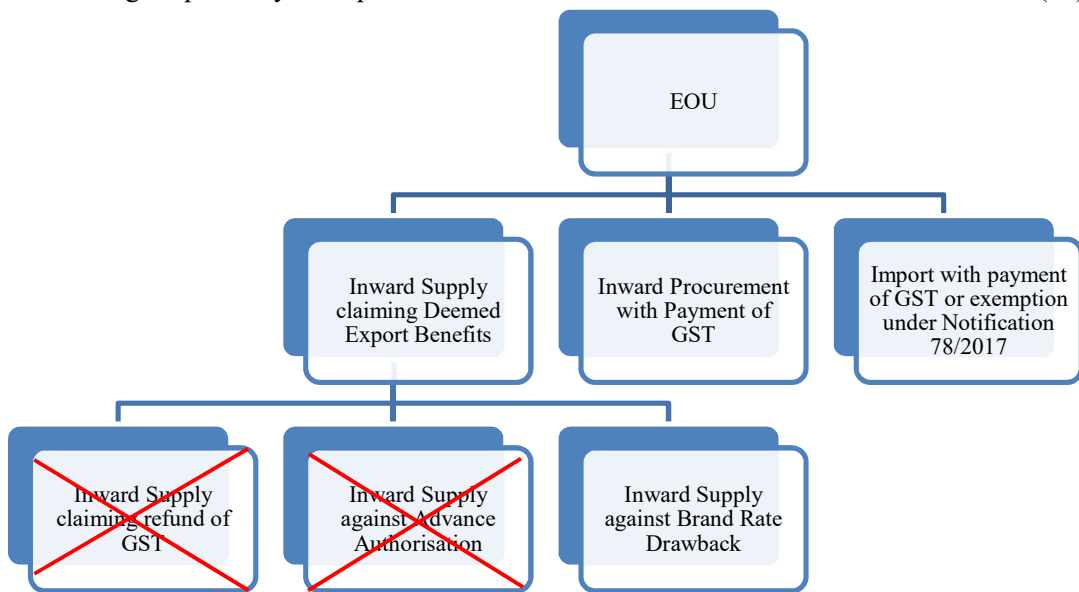 EOU
Inward Supply
claiming Deemed
Export Benefits
Inward Procurement
with Payment of
GST
Import with payment
of GST or exemption
under Notification
78/2017
Inward Supply
claiming refund of
GST
Inward Supply
against Advance
Authorisation
Inward Supply
against Brand Rate
Drawback